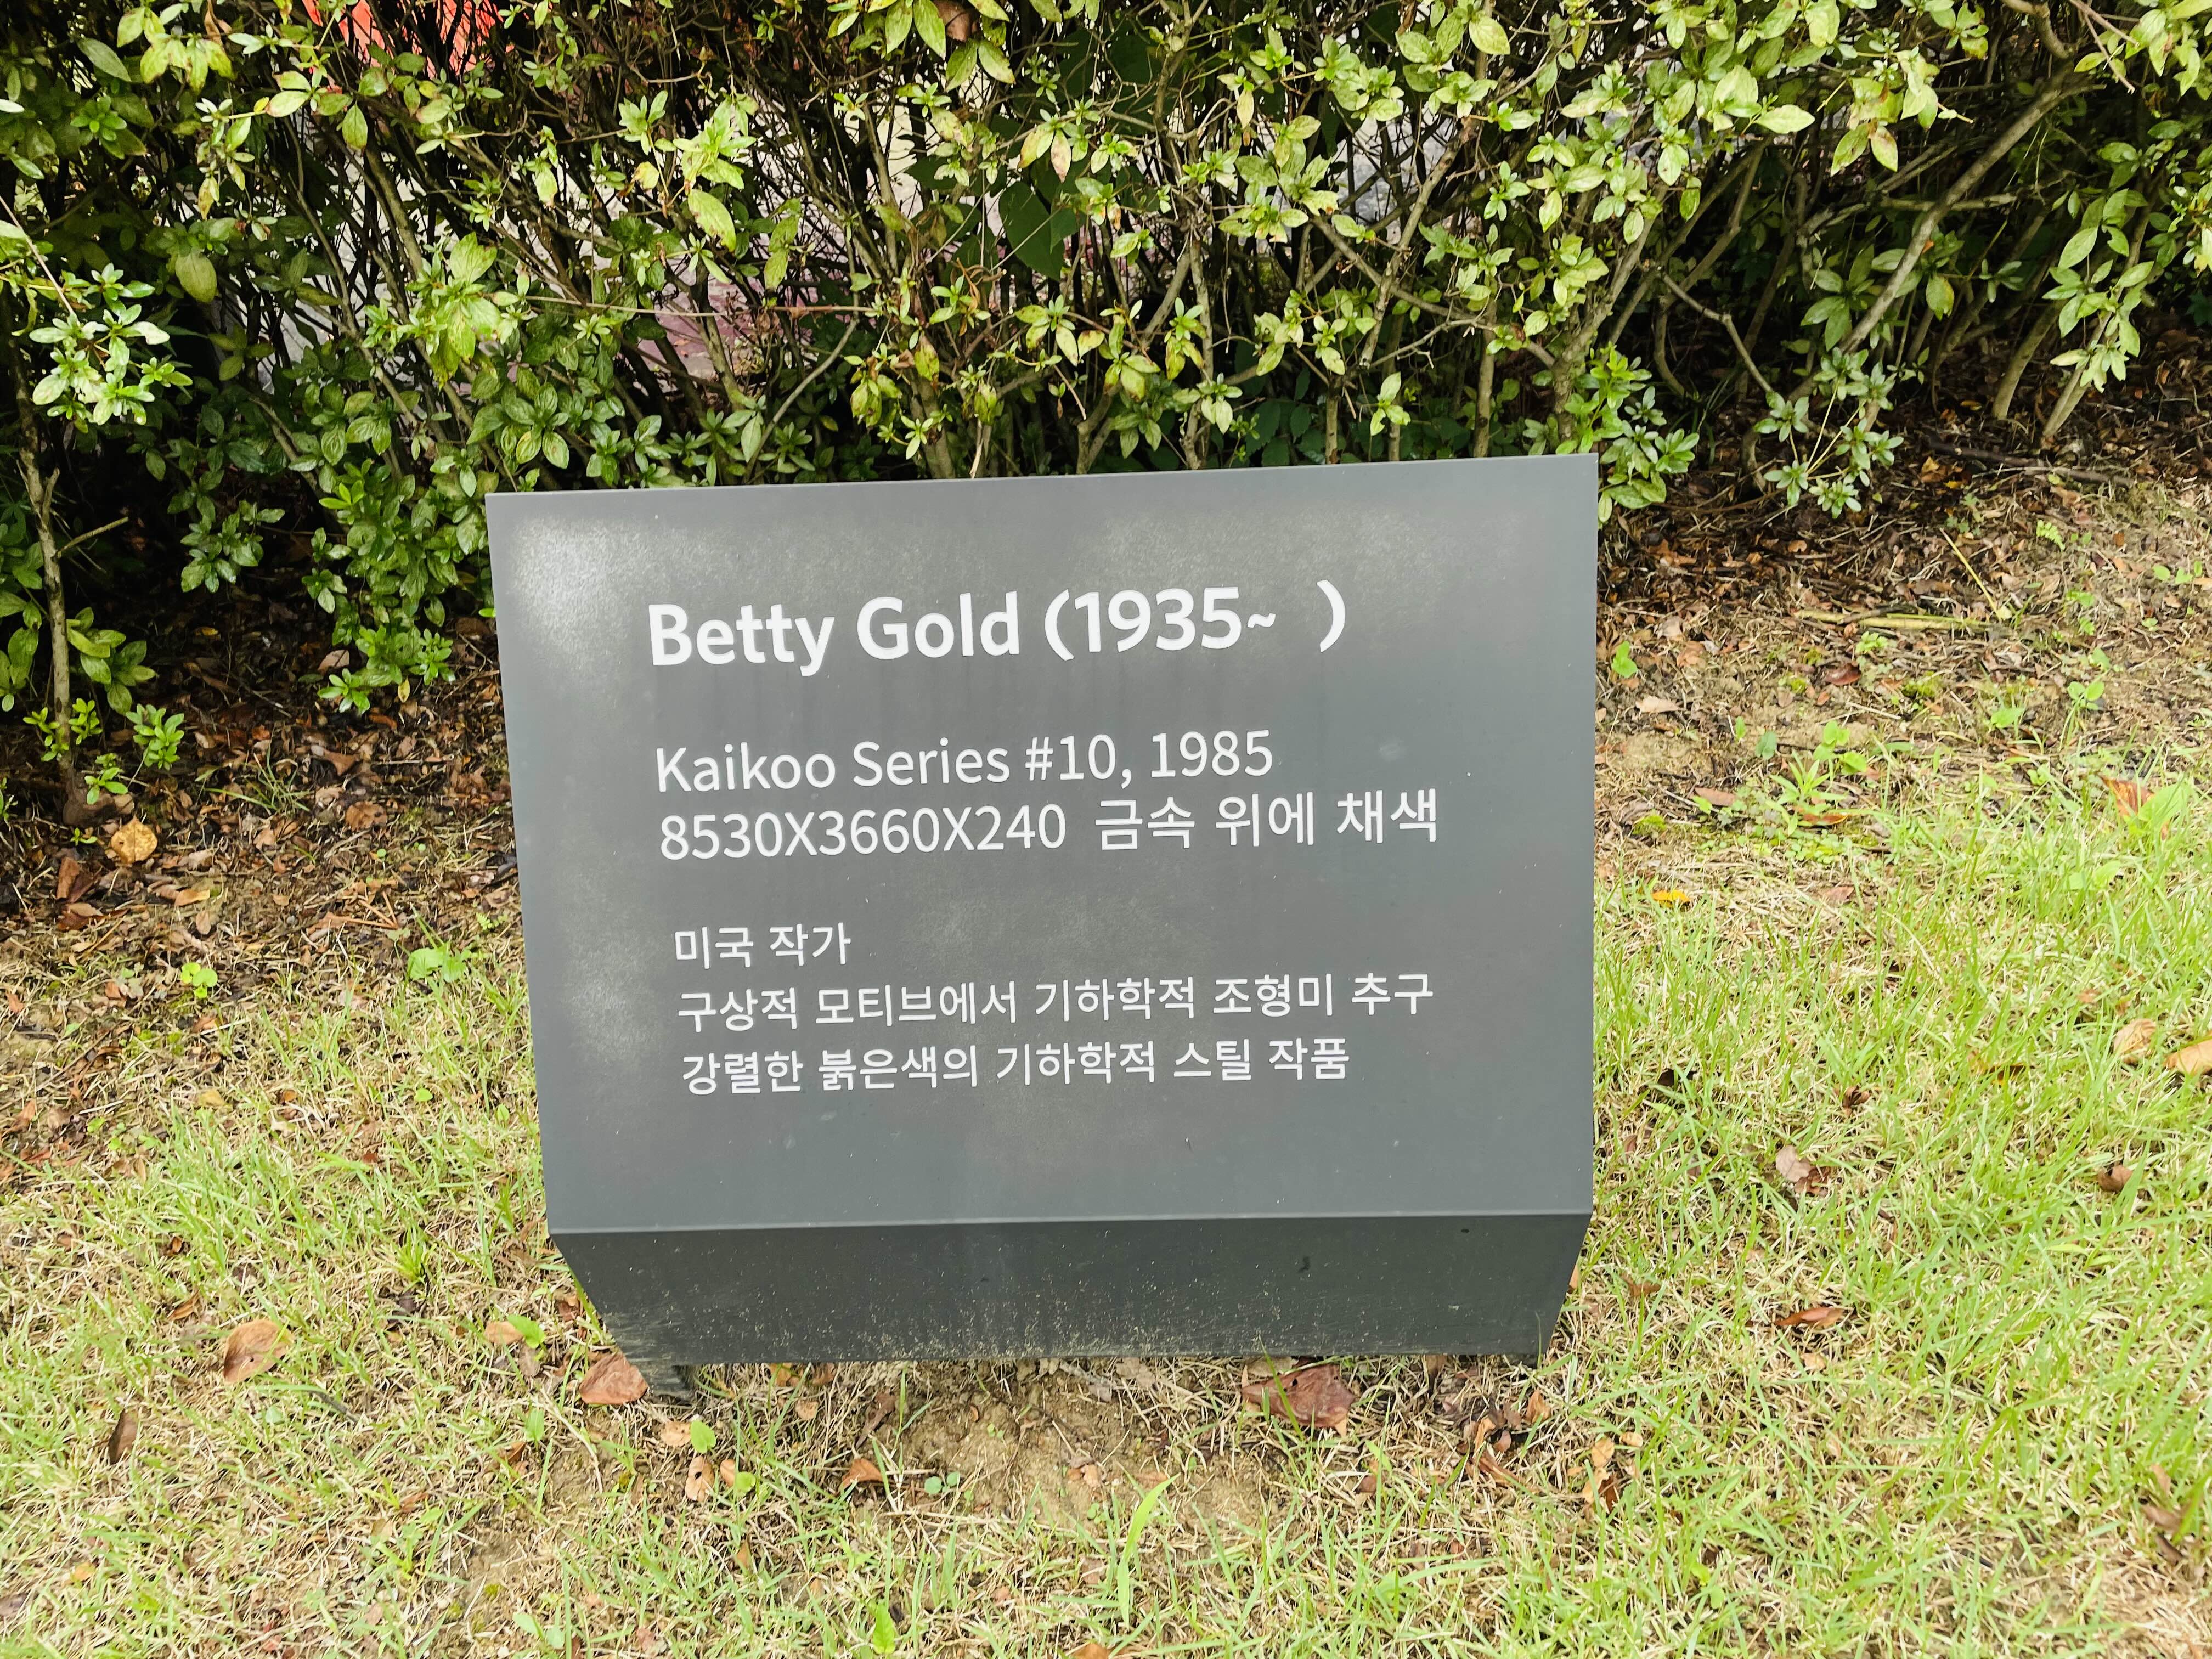 Betty Gold (1935~  )
Kaikoo Series #10, 1985
8530X3660X240 금속 위에 채색
미국 작가
구상적 모티브에서 기하학적 조형미 추구
강렬한 붉은색의 기하학적 스틸 작품